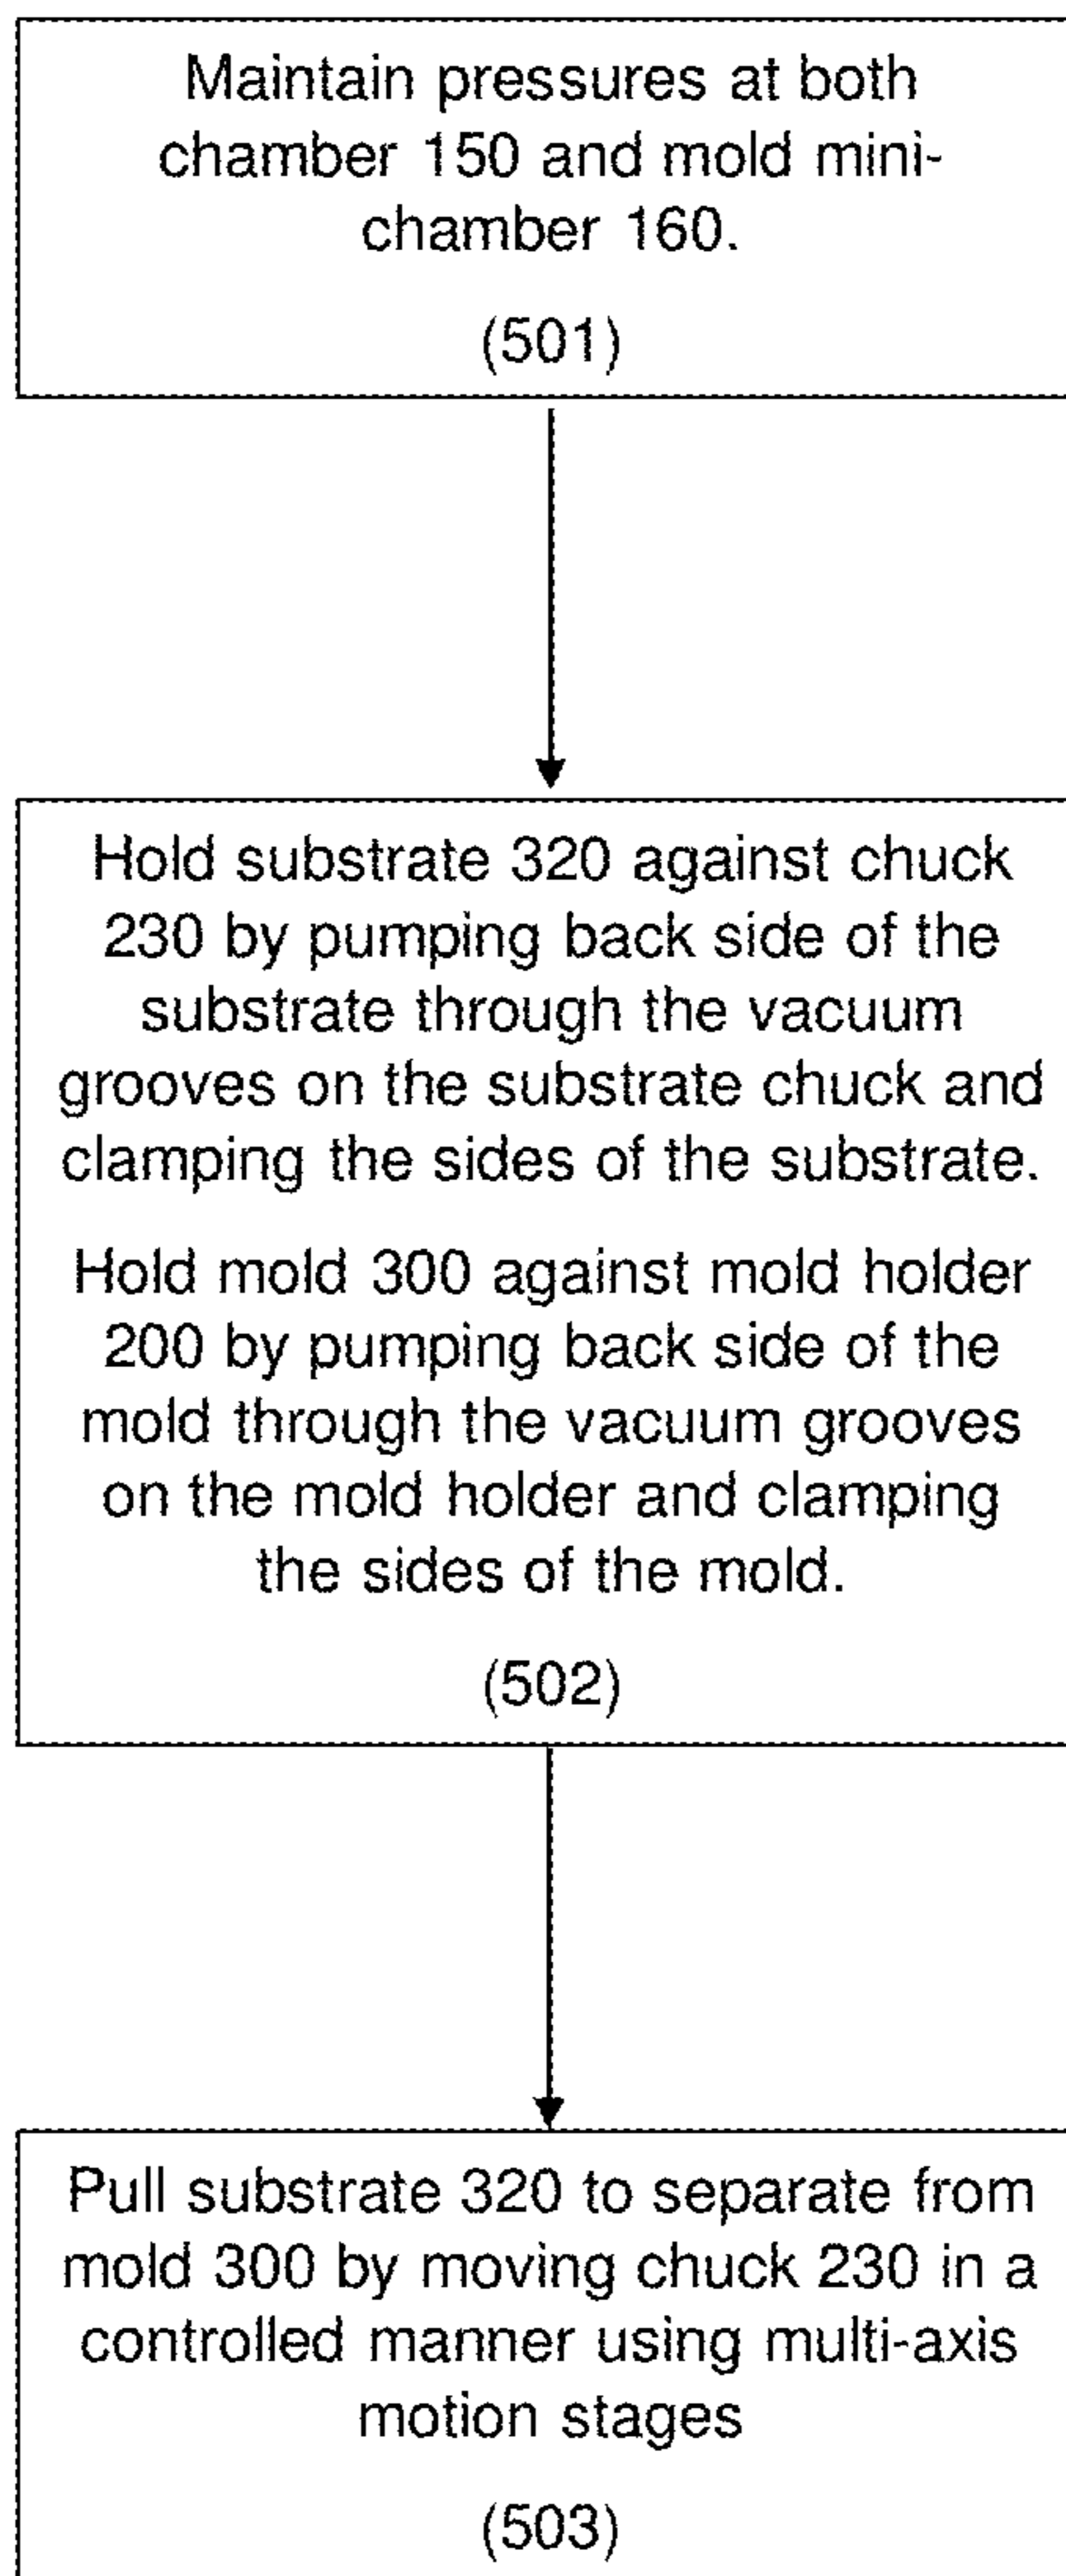 Maintain pressures at both
chamber 150 and mold mini-
chamber 160.
(501)
Hold substrate 320 against chuck
230 by pumping back side of the
substrate through the vacuum
grooves on the substrate chuck and
clamping the sides of the substrate.
Hold mold 300 against mold holder
200 by pumping back side of the
mold through the vacuum grooves
on the mold holder and clamping
the sides of the mold.
(502)
Pull substrate 320 to separate from
mold 300 by moving chuck 230 in a
controlled manner using multi-axis
motion stages
(503)